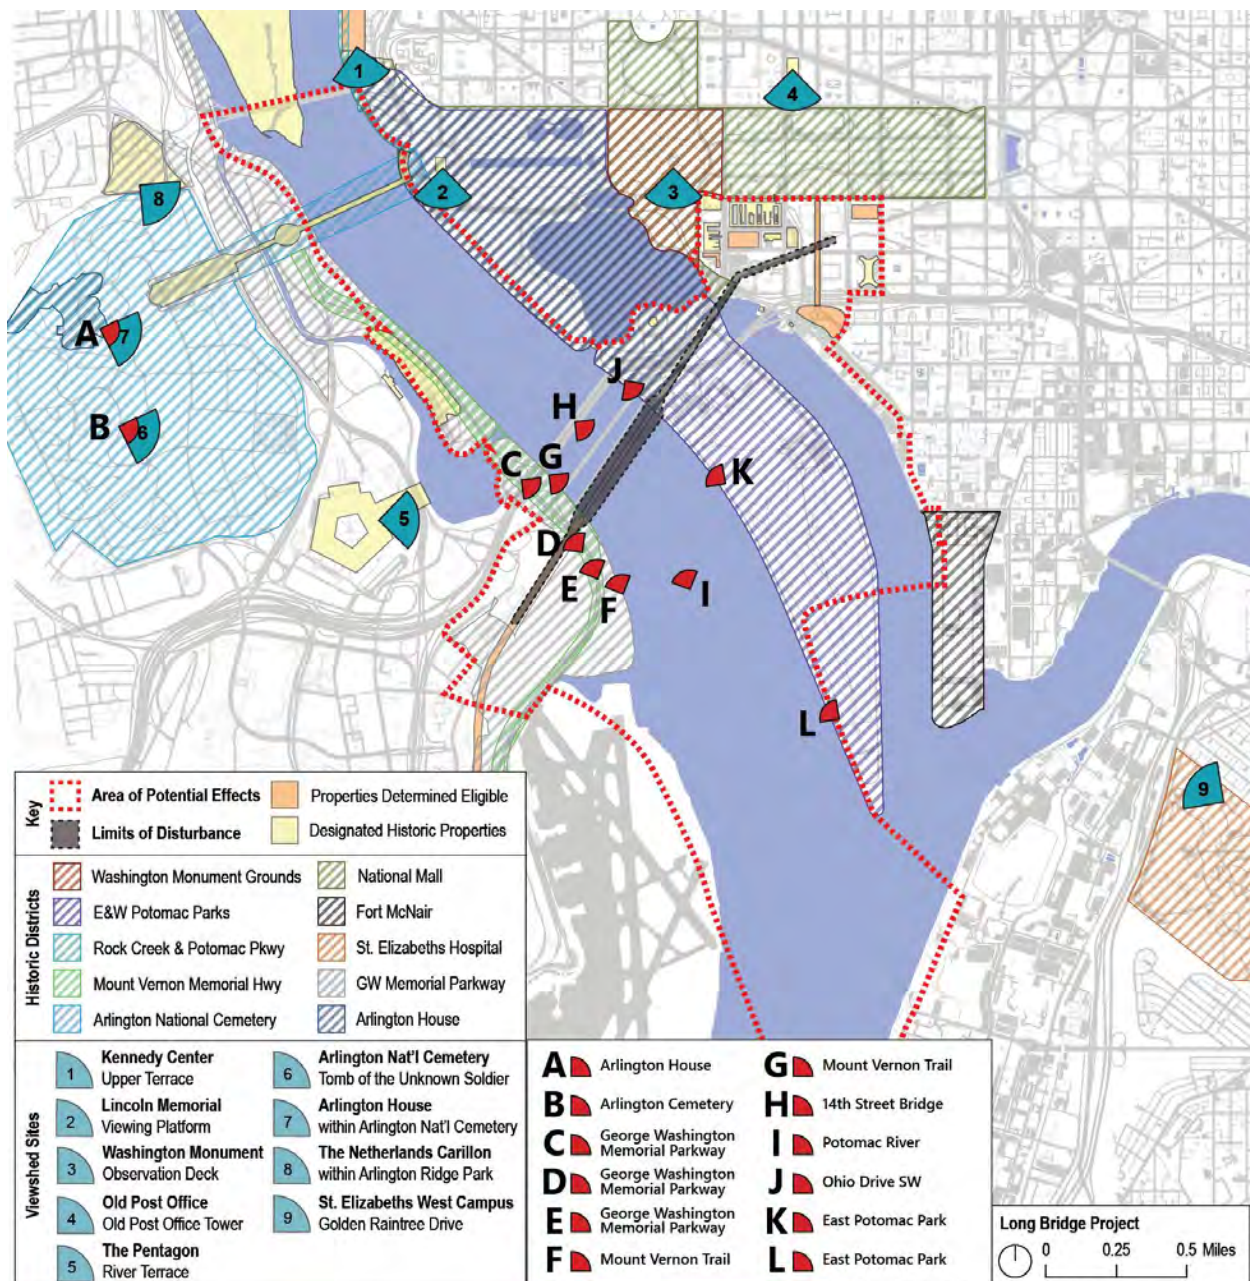 1
4
2
3
8
A
7
J
H
B
6
G
C
K
5
D
E
F
I
L
9
Key
Area of Potential Effects
Properties Determined Eligible
Limits of Disturbance
Designated Historic Properties
Historic Districts
Washington Monument Grounds
National Mall
E&W Potomac Parks
Fort McNair
Rock Creek & Potomac Pkwy
St. Elizabeths Hospital
Mount Vernon Memorial Hwy
GW Memorial Parkway
Arlington National Cemetery
Arlington House
Viewshed Sites
1
Kennedy Center
Upper Terrace
2
Lincoln Memorial
Viewing Platform
3
Washington Monument
Observation Deck
4
Old Post Office
Old Post Office Tower
5
The Pentagon
River Terrace
6
Arlington Nat'l Cemetery
Tomb of the Unknown Soldier
7
Arlington House
within Arlington Nat'l Cemetery
8
The Netherlands Carillon
within Arlington Ridge Park
9
St. Elizabeths West Campus
Golden Raintree Drive
A Arlington House
B Arlington Cemetery
C George Washington
Memorial Parkway
D George Washington
Memorial Parkway
E George Washington
Memorial Parkway
F Mount Vernon Trail
G Mount Vernon Trail
H 14th Street Bridge
I Potomac River
J Ohio Drive SW
K East Potomac Park
L East Potomac Park
Long Bridge Project
0 0.25 0.5 Miles